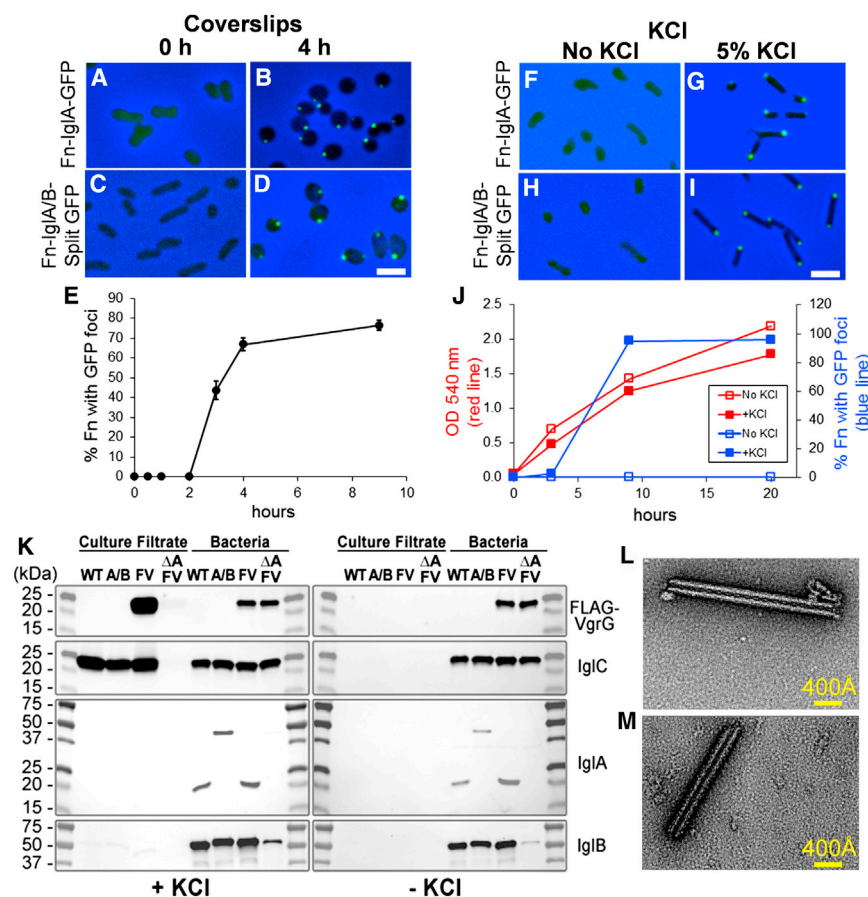 Coverslips
0 h 4 h
Fn-IglA-GFP
A
B
Fn-IglA/B-
Split GFP
C
D
KCl
No KCl 5% KCl
Fn-IglA-GFP
F
G
Fn-IglA/B-
Split GFP
H
I
E
% Fn with GFP foci
90
80
70
60
50
40
30
20
10
0
0 2 4 6 8 10
hours
J
OD 540 nm
(red line)
2.5
2.0
1.5
1.0
0.5
0.0
120
100
80
60
40
20
0
% Fn with GFP foci
(blue line)
No KCl
+KCl
No KCl
+KCl
0 5 10 15 20
hours
K
Culture Filtrate Bacteria Culture Filtrate Bacteria
(kDa) WT A/B FV ΔA FV WT A/B FV ΔA FV WT A/B FV ΔA FV WT A/B FV ΔA FV
25
20
15
FLAG-
VgrG
25
20
15
IglC
75
50
37
25
20
15
IglA
75
50
37
IglB
+ KCl - KCl
L
400Å
M
400Å